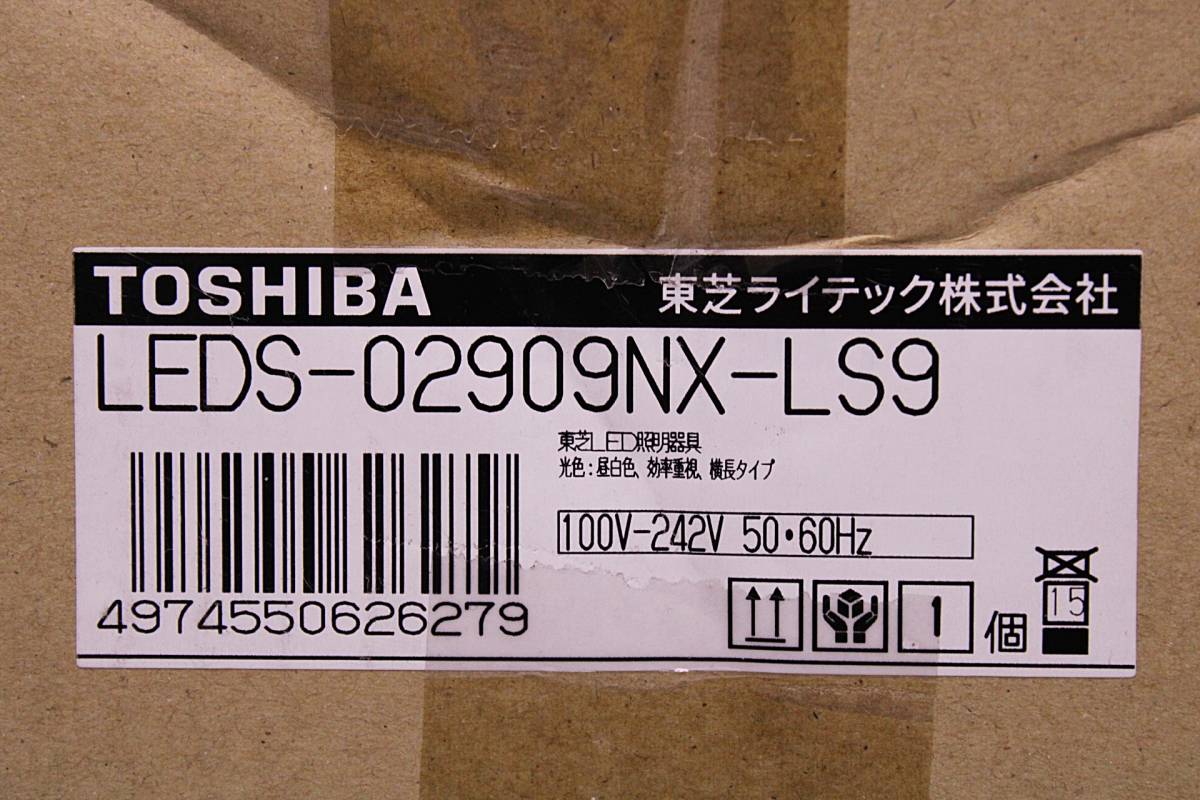 TOSHIBA 東芝ライテック株式会社
LEDS-02909NX-LS9
東芝LED照明器具
光色:昼白色、効率重視、横長タイプ
100V-242V 50・60Hz
4974550626279
1 個
15